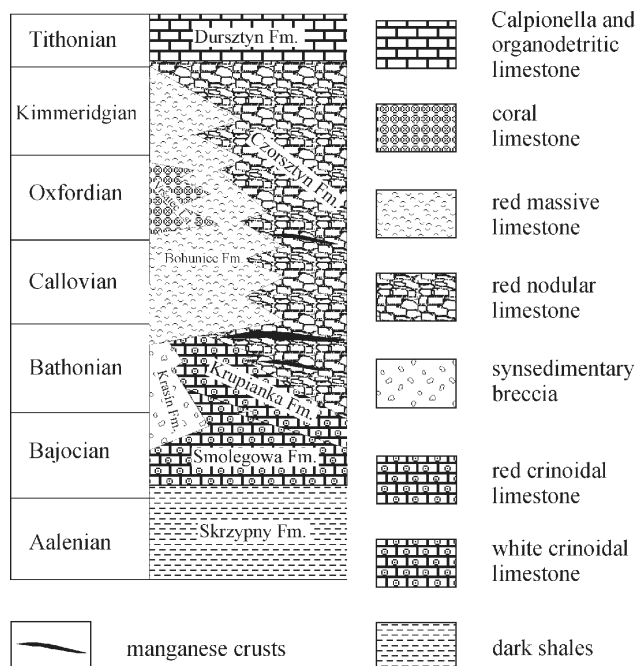 Tithonian
Kimmeridgian
Oxfordian
Callovian
Bathonian
Bajocian
Aalenian
Dursztyn Fm.
Czorsztyn Fm.
Bohunice Fm.
Krasin Fm.
Krupianka Fm.
Smolegowa Fm.
Skrzypny Fm.
manganese crusts
Calpionella and
organodetritic
limestone
coral
limestone
red massive
limestone
red nodular
limestone
synsedimentary
breccia
red crinoidal
limestone
white crinoidal
limestone
dark shales